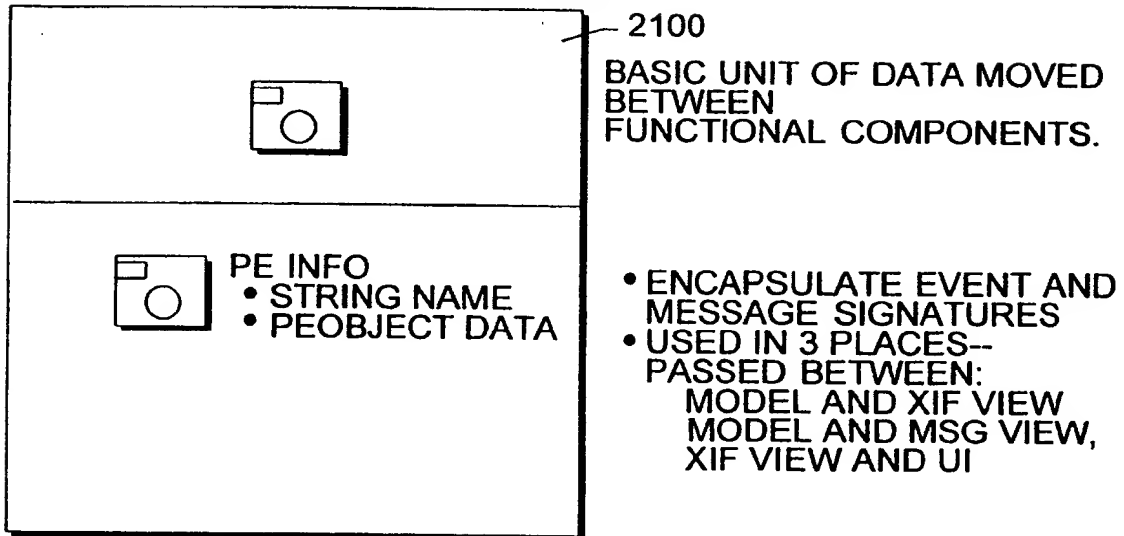 2100
BASIC UNIT OF DATA MOVED
BETWEEN
FUNCTIONAL COMPONENTS.
PE INFO
• STRING NAME
• PEOBJECT DATA
• ENCAPSULATE EVENT AND
MESSAGE SIGNATURES
• USED IN 3 PLACES--
PASSED BETWEEN:
MODEL AND XIF VIEW
MODEL AND MSG VIEW,
XIF VIEW AND UI